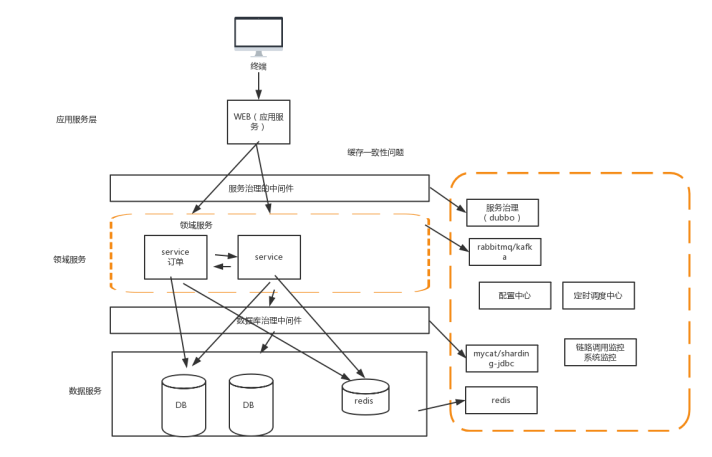 终端
应用服务层
WEB（应用服
务）
缓存一致性问题
服务治理的中间件
服务治理
（dubbo）
领域服务
rabbitmq/kafk
a
领域服务
service
订单
service
配置中心
定时调度中心
数据库治理中间件
mycat/shardin
g-jdbc
链路调用监控
系统监控
数据服务
DB
DB
redis
redis